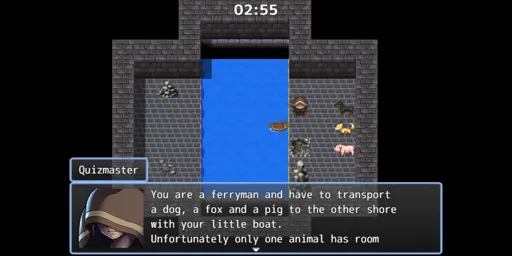 02:55
Quizmaster
You are a ferryman and have to transport
a dog, a fox and a pig to the other shore
with your little boat.
Unfortunately only one animal has room